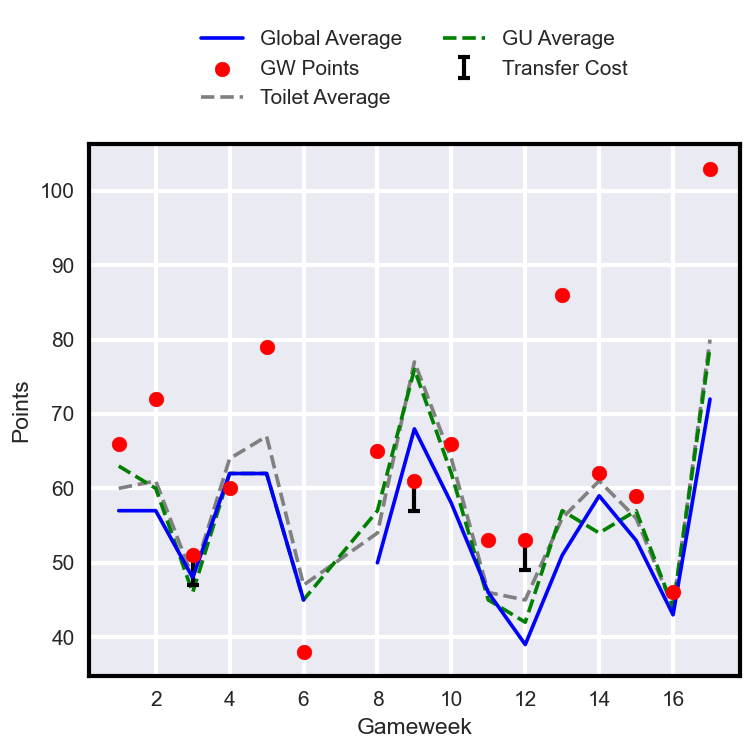 Global Average
GW Points
Toilet Average
GU Average
Transfer Cost
100
90
80
70
60
50
40
Points
2 4 6 8 10 12 14 16
Gameweek